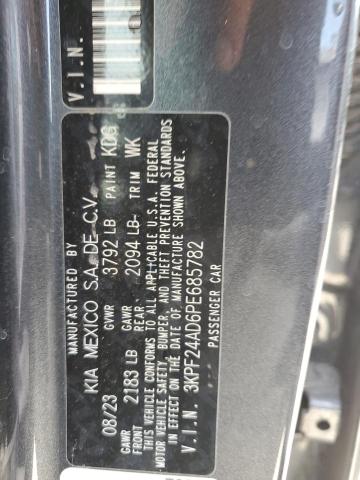 V.I.N.
MANUFACTURED BY
KIA MEXICO S.A. DE C.V.
08/23 GVWR 3792 LB PAINT KDG
GAWR FRONT 2183 LB GAWR REAR: 2094 LB TRIM WK
THIS VEHICLE CONFORMS TO ALL APPLICABLE U.S.A. FEDERAL
MOTOR VEHICLE SAFETY, BUMPER, AND THEFT PREVENTION STANDARDS
IN EFFECT ON THE DATE OF MANUFACTURE SHOWN ABOVE.
V.I.N. 3KPF24AD6PE685782
PASSENGER CAR